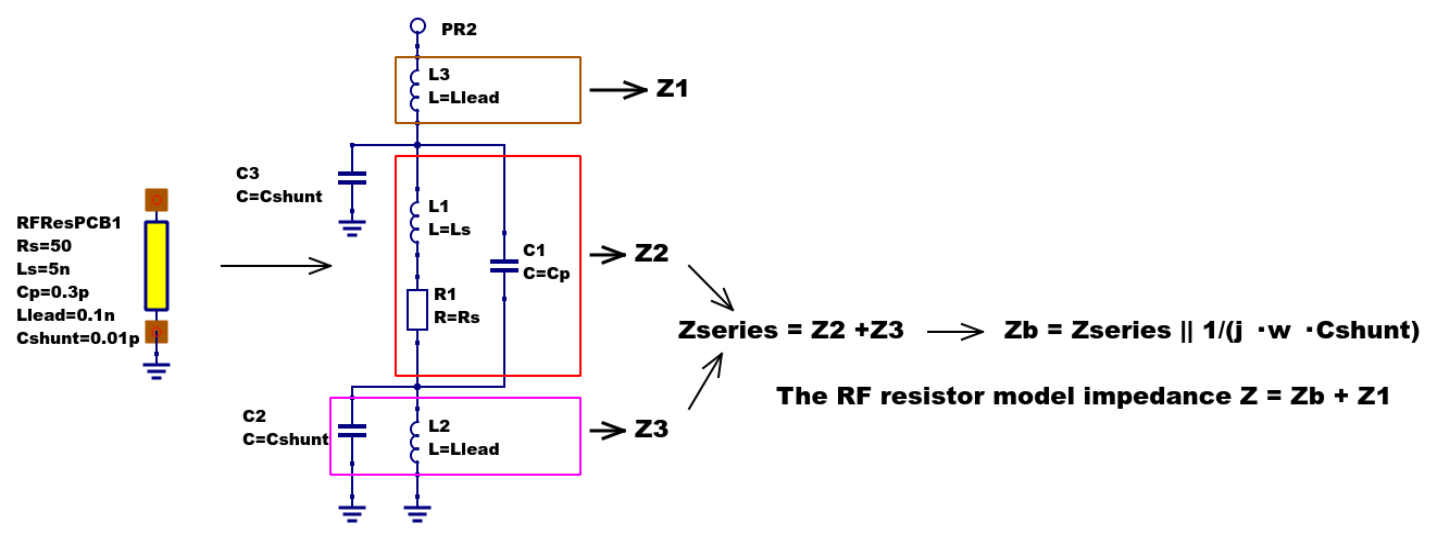 PR2
L3
L=Llead
Z1
C3
C=Cshunt
RFResPCB1
Rs=50
Ls=5n
Cp=0.3p
Llead=0.1n
Cshunt=0.01p
L1
L=Ls
C1
C=Cp
R1
R=Rs
Z2
Zseries = Z2 +Z3
Zb = Zseries || 1/(j ·w ·Cshunt)
The RF resistor model impedance Z = Zb + Z1
C2
C=Cshunt
L2
L=Llead
Z3